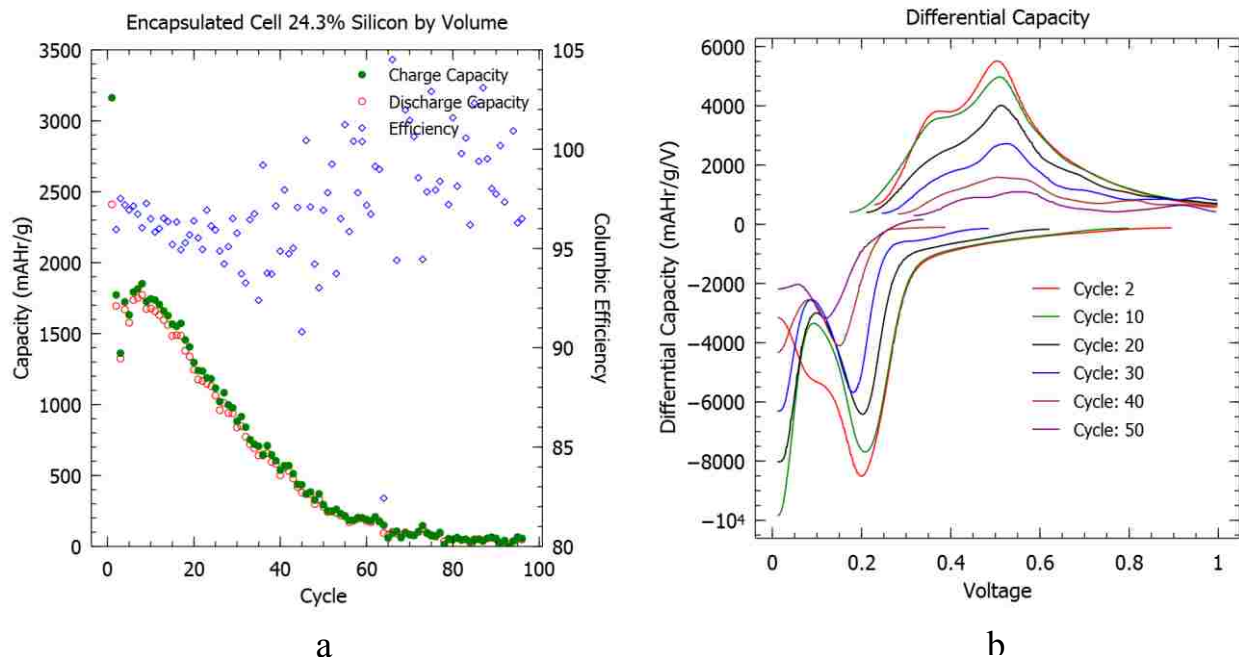 Encapsulated Cell 24.3% Silicon by Volume
Charge Capacity
Discharge Capacity
Efficiency
3500
3000
2500
2000
1500
1000
500
0
Capacity (mAHr/g)
105
100
95
90
85
80
Columbic Efficiency
0 20 40 60 80 100
Cycle
a
Differential Capacity
6000
4000
2000
0
−2000
−4000
−6000
−8000
−10⁴
Differntial Capacity (mAHr/g/V)
Cycle: 2
Cycle: 10
Cycle: 20
Cycle: 30
Cycle: 40
Cycle: 50
0 0.2 0.4 0.6 0.8 1
Voltage
b